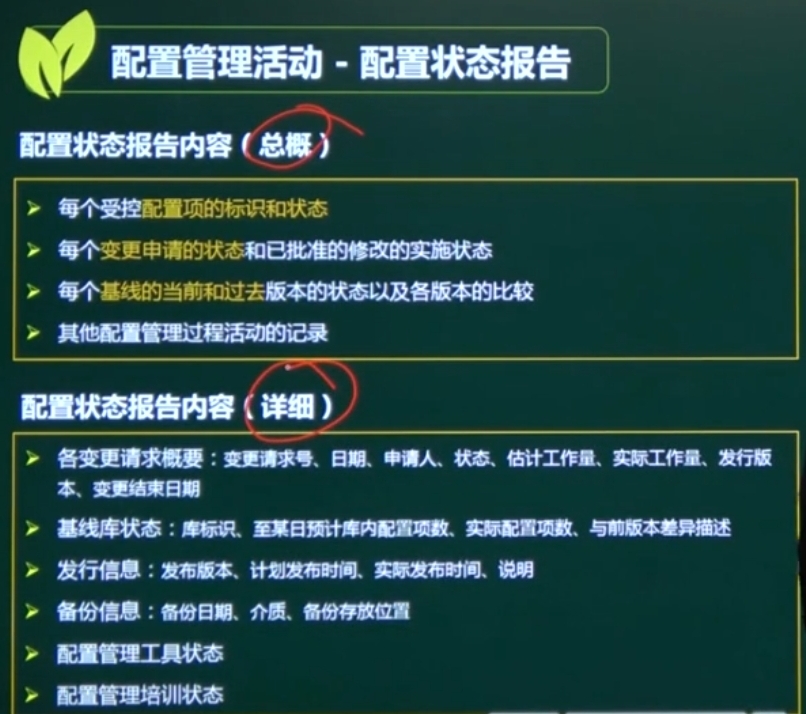 配置管理活动 - 配置状态报告
配置状态报告内容（总概）
每个受控配置项的标识和状态
每个变更申请的状态和已批准的修改的实施状态
每个基线的当前和过去版本的状态以及各版本的比较
其他配置管理过程活动的记录
配置状态报告内容（详细）
各变更请求概要：变更请求号、日期、申请人、状态、估计工作量、实际工作量、发行版
本、变更结束日期
基线库状态：库标识、至某日预计库内配置项数、实际配置项数、与前版本差异描述
发行信息：发布版本、计划发布时间、实际发布时间、说明
备份信息：备份日期、介质、备份存放位置
配置管理工具状态
配置管理培训状态